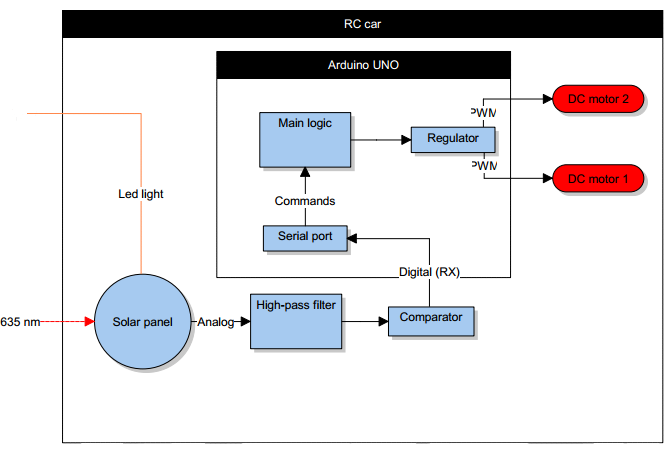 RC car
Arduino UNO
Main logic
Regulator
PWM
DC motor 2
PWM
DC motor 1
Led light
Commands
Serial port
Digital (RX)
635 nm
Solar panel
Analog
High-pass filter
Comparator